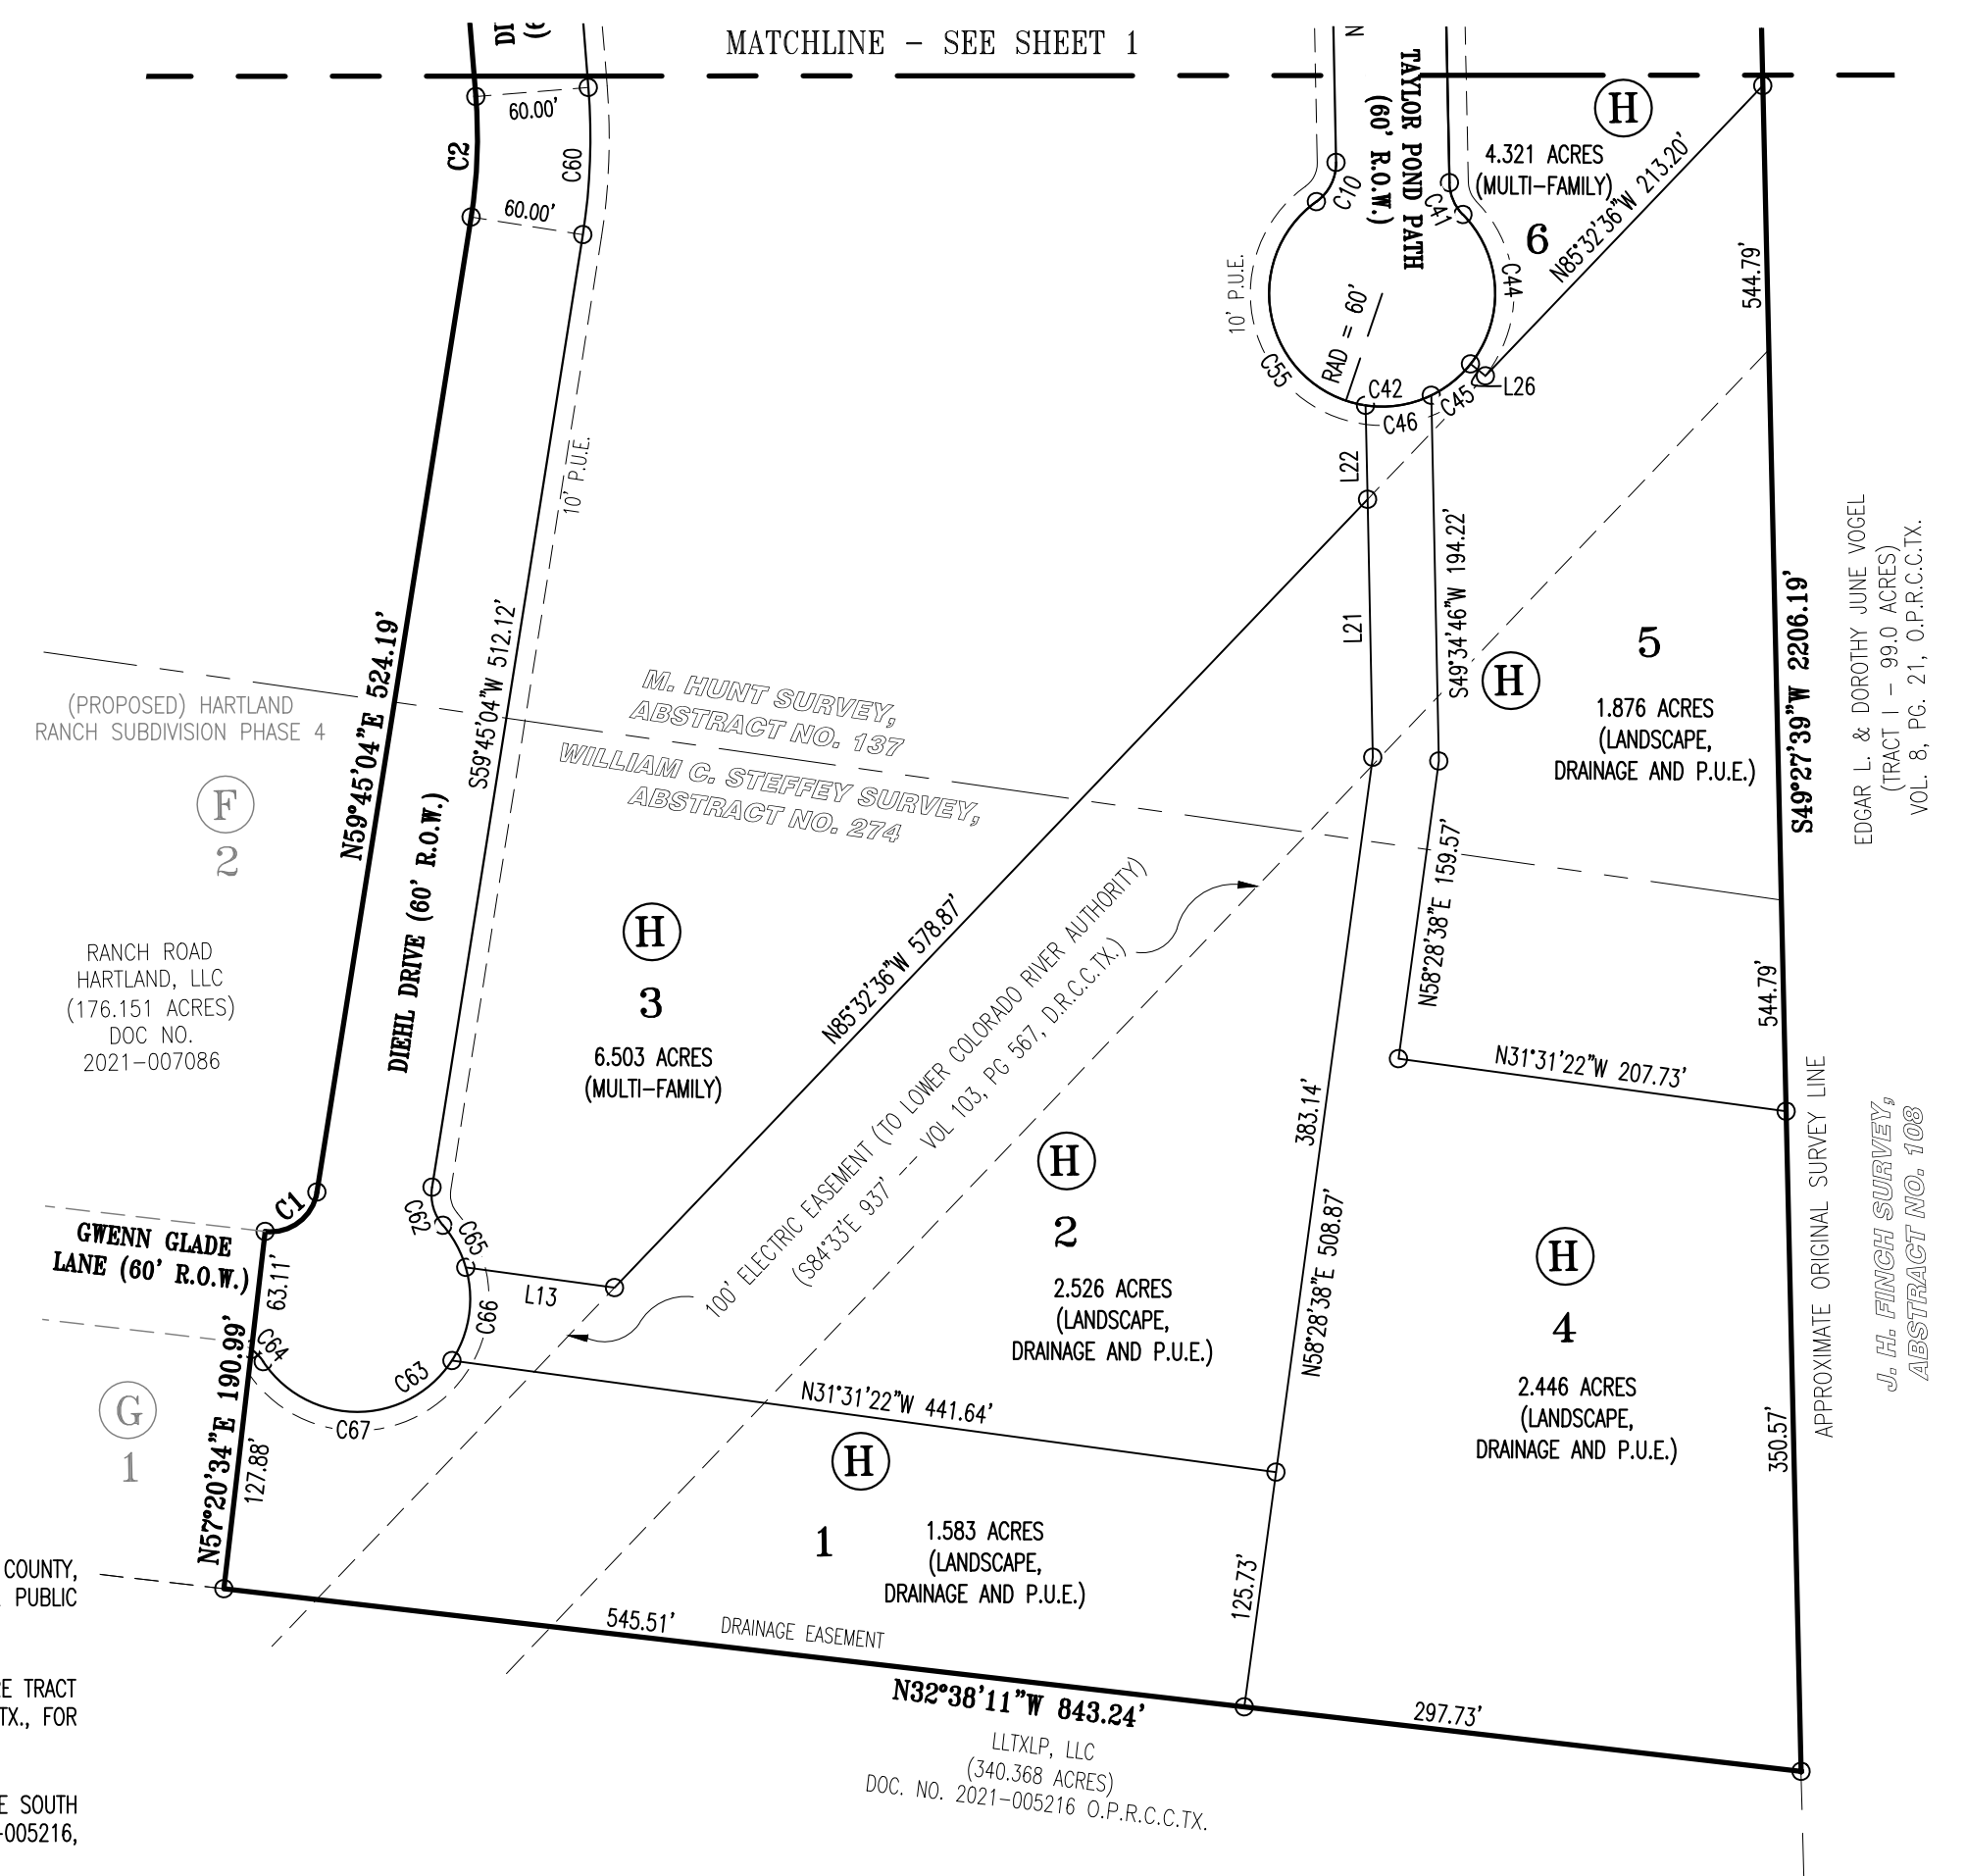 MATCHLINE - SEE SHEET 1
DI
60.00'
C2
C60
60.00'
N
TAYLOR POND PATH
(60' R.O.W.)
H
4.321 ACRES
(MULTI-FAMILY)
6
N85°32'36"W 213.20'
544.79'
C10
C41
C44
10' P.U.E.
RAD = 60'
C55
C42
C46
C45
L26
L22
L21
S49°34'46"W 194.22'
10' P.U.E.
N59°45'04"E 524.19'
S59°45'04"W 512.12'
DIEHL DRIVE (60' R.O.W.)
(PROPOSED) HARTLAND
RANCH SUBDIVISION PHASE 4
F
2
RANCH ROAD
HARTLAND, LLC
(176.151 ACRES)
DOC NO.
2021-007086
M. HUNT SURVEY,
ABSTRACT NO. 137
WILLIAM C. STEFFEY SURVEY,
ABSTRACT NO. 274
H
3
6.503 ACRES
(MULTI-FAMILY)
N85°32'36"W 578.87'
100' ELECTRIC EASEMENT (TO LOWER COLORADO RIVER AUTHORITY)
(S84°33'E 937' -- VOL 103, PG 567, D.R.C.C.TX.)
H
5
1.876 ACRES
(LANDSCAPE,
DRAINAGE AND P.U.E.)
S49°27'39"W 2206.19'
EDGAR L. & DOROTHY JUNE VOGEL
(TRACT I - 99.0 ACRES)
VOL. 8, PG. 21, O.P.R.C.C.TX.
N58°28'38"E 159.57'
544.79'
N31°31'22"W 207.73'
383.14'
N58°28'38"E 508.87'
APPROXIMATE ORIGINAL SURVEY LINE
J. H. FINCH SURVEY,
ABSTRACT NO. 108
H
2
2.526 ACRES
(LANDSCAPE,
DRAINAGE AND P.U.E.)
H
4
2.446 ACRES
(LANDSCAPE,
DRAINAGE AND P.U.E.)
350.57'
C1
GWENN GLADE
LANE (60' R.O.W.)
63.11'
C62
C65
L13
C66
C64
C63
C67
N57°20'34"E 190.99'
127.88'
G
1
N31°31'22"W 441.64'
H
1
1.583 ACRES
(LANDSCAPE,
DRAINAGE AND P.U.E.)
125.73'
545.51'
DRAINAGE EASEMENT
N32°38'11"W 843.24'
297.73'
LLTXLP, LLC
(340.368 ACRES)
DOC. NO. 2021-005216 O.P.R.C.C.TX.
COUNTY,
PUBLIC
E TRACT
TX., FOR
E SOUTH
-005216,